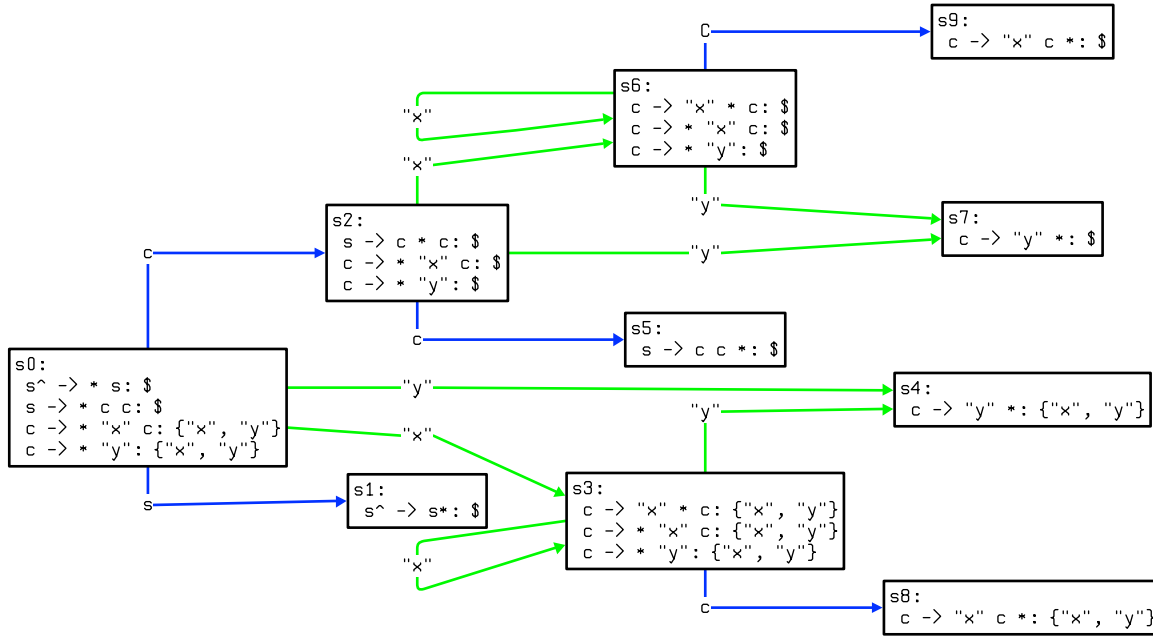 C
s9:
c -> "x" c *: $
s6:
c -> "x" * c: $
c -> * "x" c: $
c -> * "y": $
"x"
"x"
"y"
s7:
c -> "y" *: $
s2:
s -> c * c: $
c -> * "x" c: $
c -> * "y": $
c
"y"
c
s5:
s -> c c *: $
s0:
s^ -> * s: $
s -> * c c: $
c -> * "x" c: {"x", "y"}
c -> * "y": {"x", "y"}
"y"
s4:
c -> "y" *: {"x", "y"}
"y"
"x"
s
s1:
s^ -> s*: $
s3:
c -> "x" * c: {"x", "y"}
c -> * "x" c: {"x", "y"}
c -> * "y": {"x", "y"}
"x"
c
s8:
c -> "x" c *: {"x", "y"}